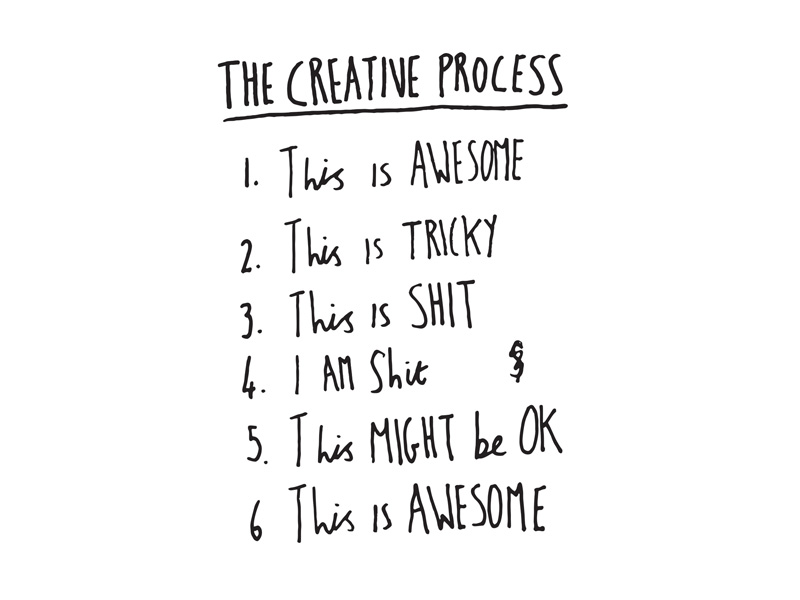 THE CREATIVE PROCESS
1. This is AWESOME
2. This is TRICKY
3. This is SHIT
4. I AM Shit
5. This MIGHT be OK
6 This is AWESOME